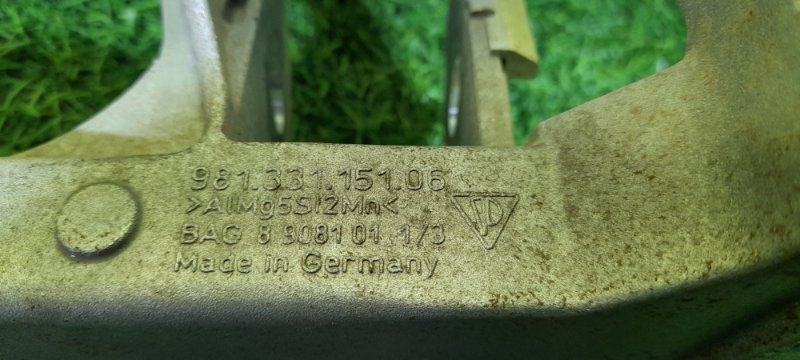 981.331.151.06
>AlMg5Si2Mn<
BAG 8 908101 1/3
Made in Germany